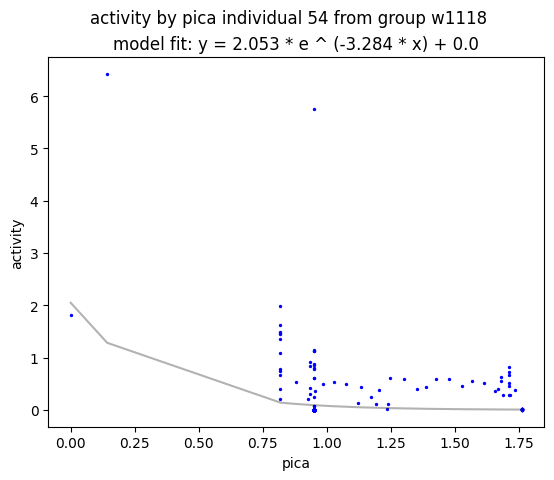 activity by pica individual 54 from group w1118
model fit: y = 2.053 * e ^ (-3.284 * x) + 0.0
6
5
4
3
2
1
0
activity
0.00 0.25 0.50 0.75 1.00 1.25 1.50 1.75
pica